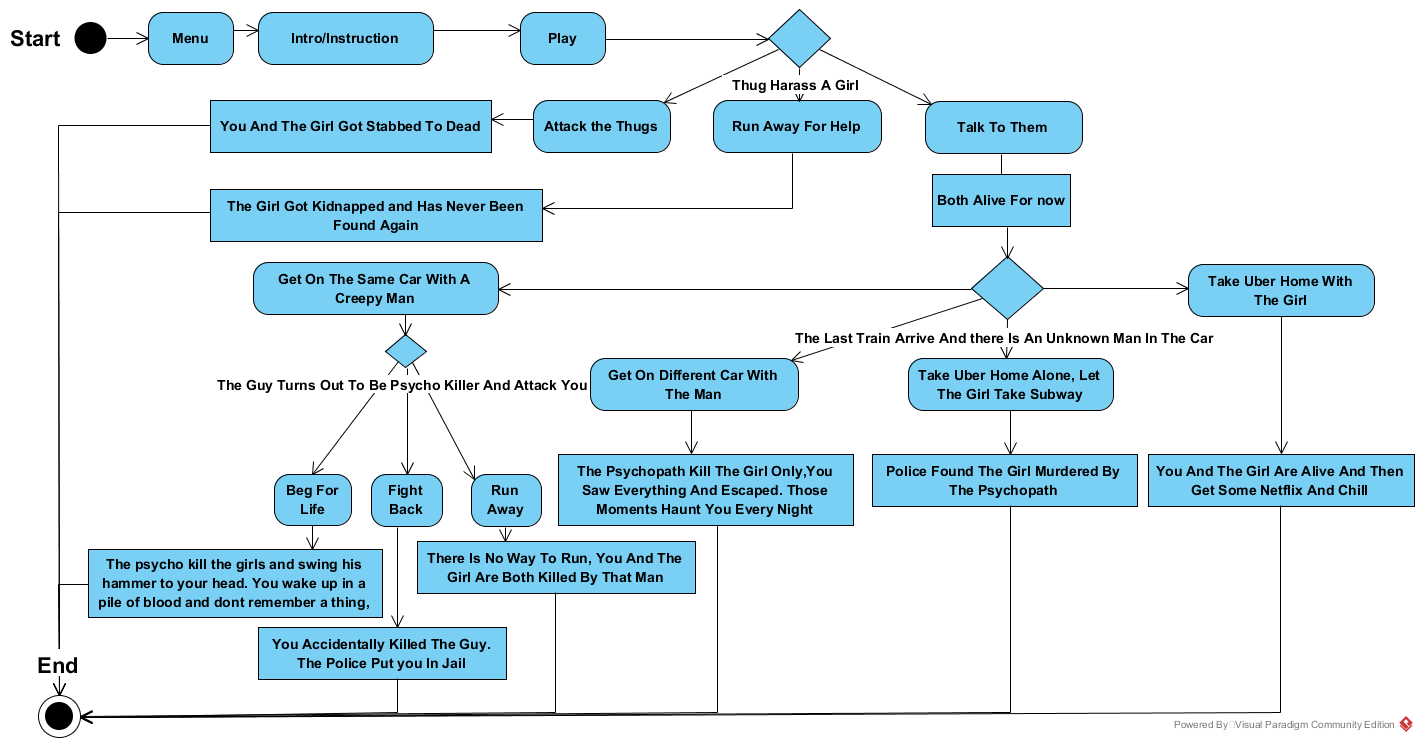 Start
Menu
Intro/Instruction
Play
Thug Harass A Girl
You And The Girl Got Stabbed To Dead
Attack the Thugs
Run Away For Help
Talk To Them
The Girl Got Kidnapped and Has Never Been
Found Again
Both Alive For now
Get On The Same Car With A
Creepy Man
Take Uber Home With
The Girl
The Last Train Arrive And there Is An Unknown Man In The Car
The Guy Turns Out To Be Psycho Killer And Attack You
Get On Different Car With
The Man
Take Uber Home Alone, Let
The Girl Take Subway
Beg For
Life
Fight
Back
Run
Away
The Psychopath Kill The Girl Only,You
Saw Everything And Escaped. Those
Moments Haunt You Every Night
Police Found The Girl Murdered By
The Psychopath
You And The Girl Are Alive And Then
Get Some Netflix And Chill
The psycho kill the girls and swing his
hammer to your head. You wake up in a
pile of blood and dont remember a thing,
There Is No Way To Run, You And The
Girl Are Both Killed By That Man
You Accidentally Killed The Guy.
The Police Put you In Jail
End
Powered By Visual Paradigm Community Edition